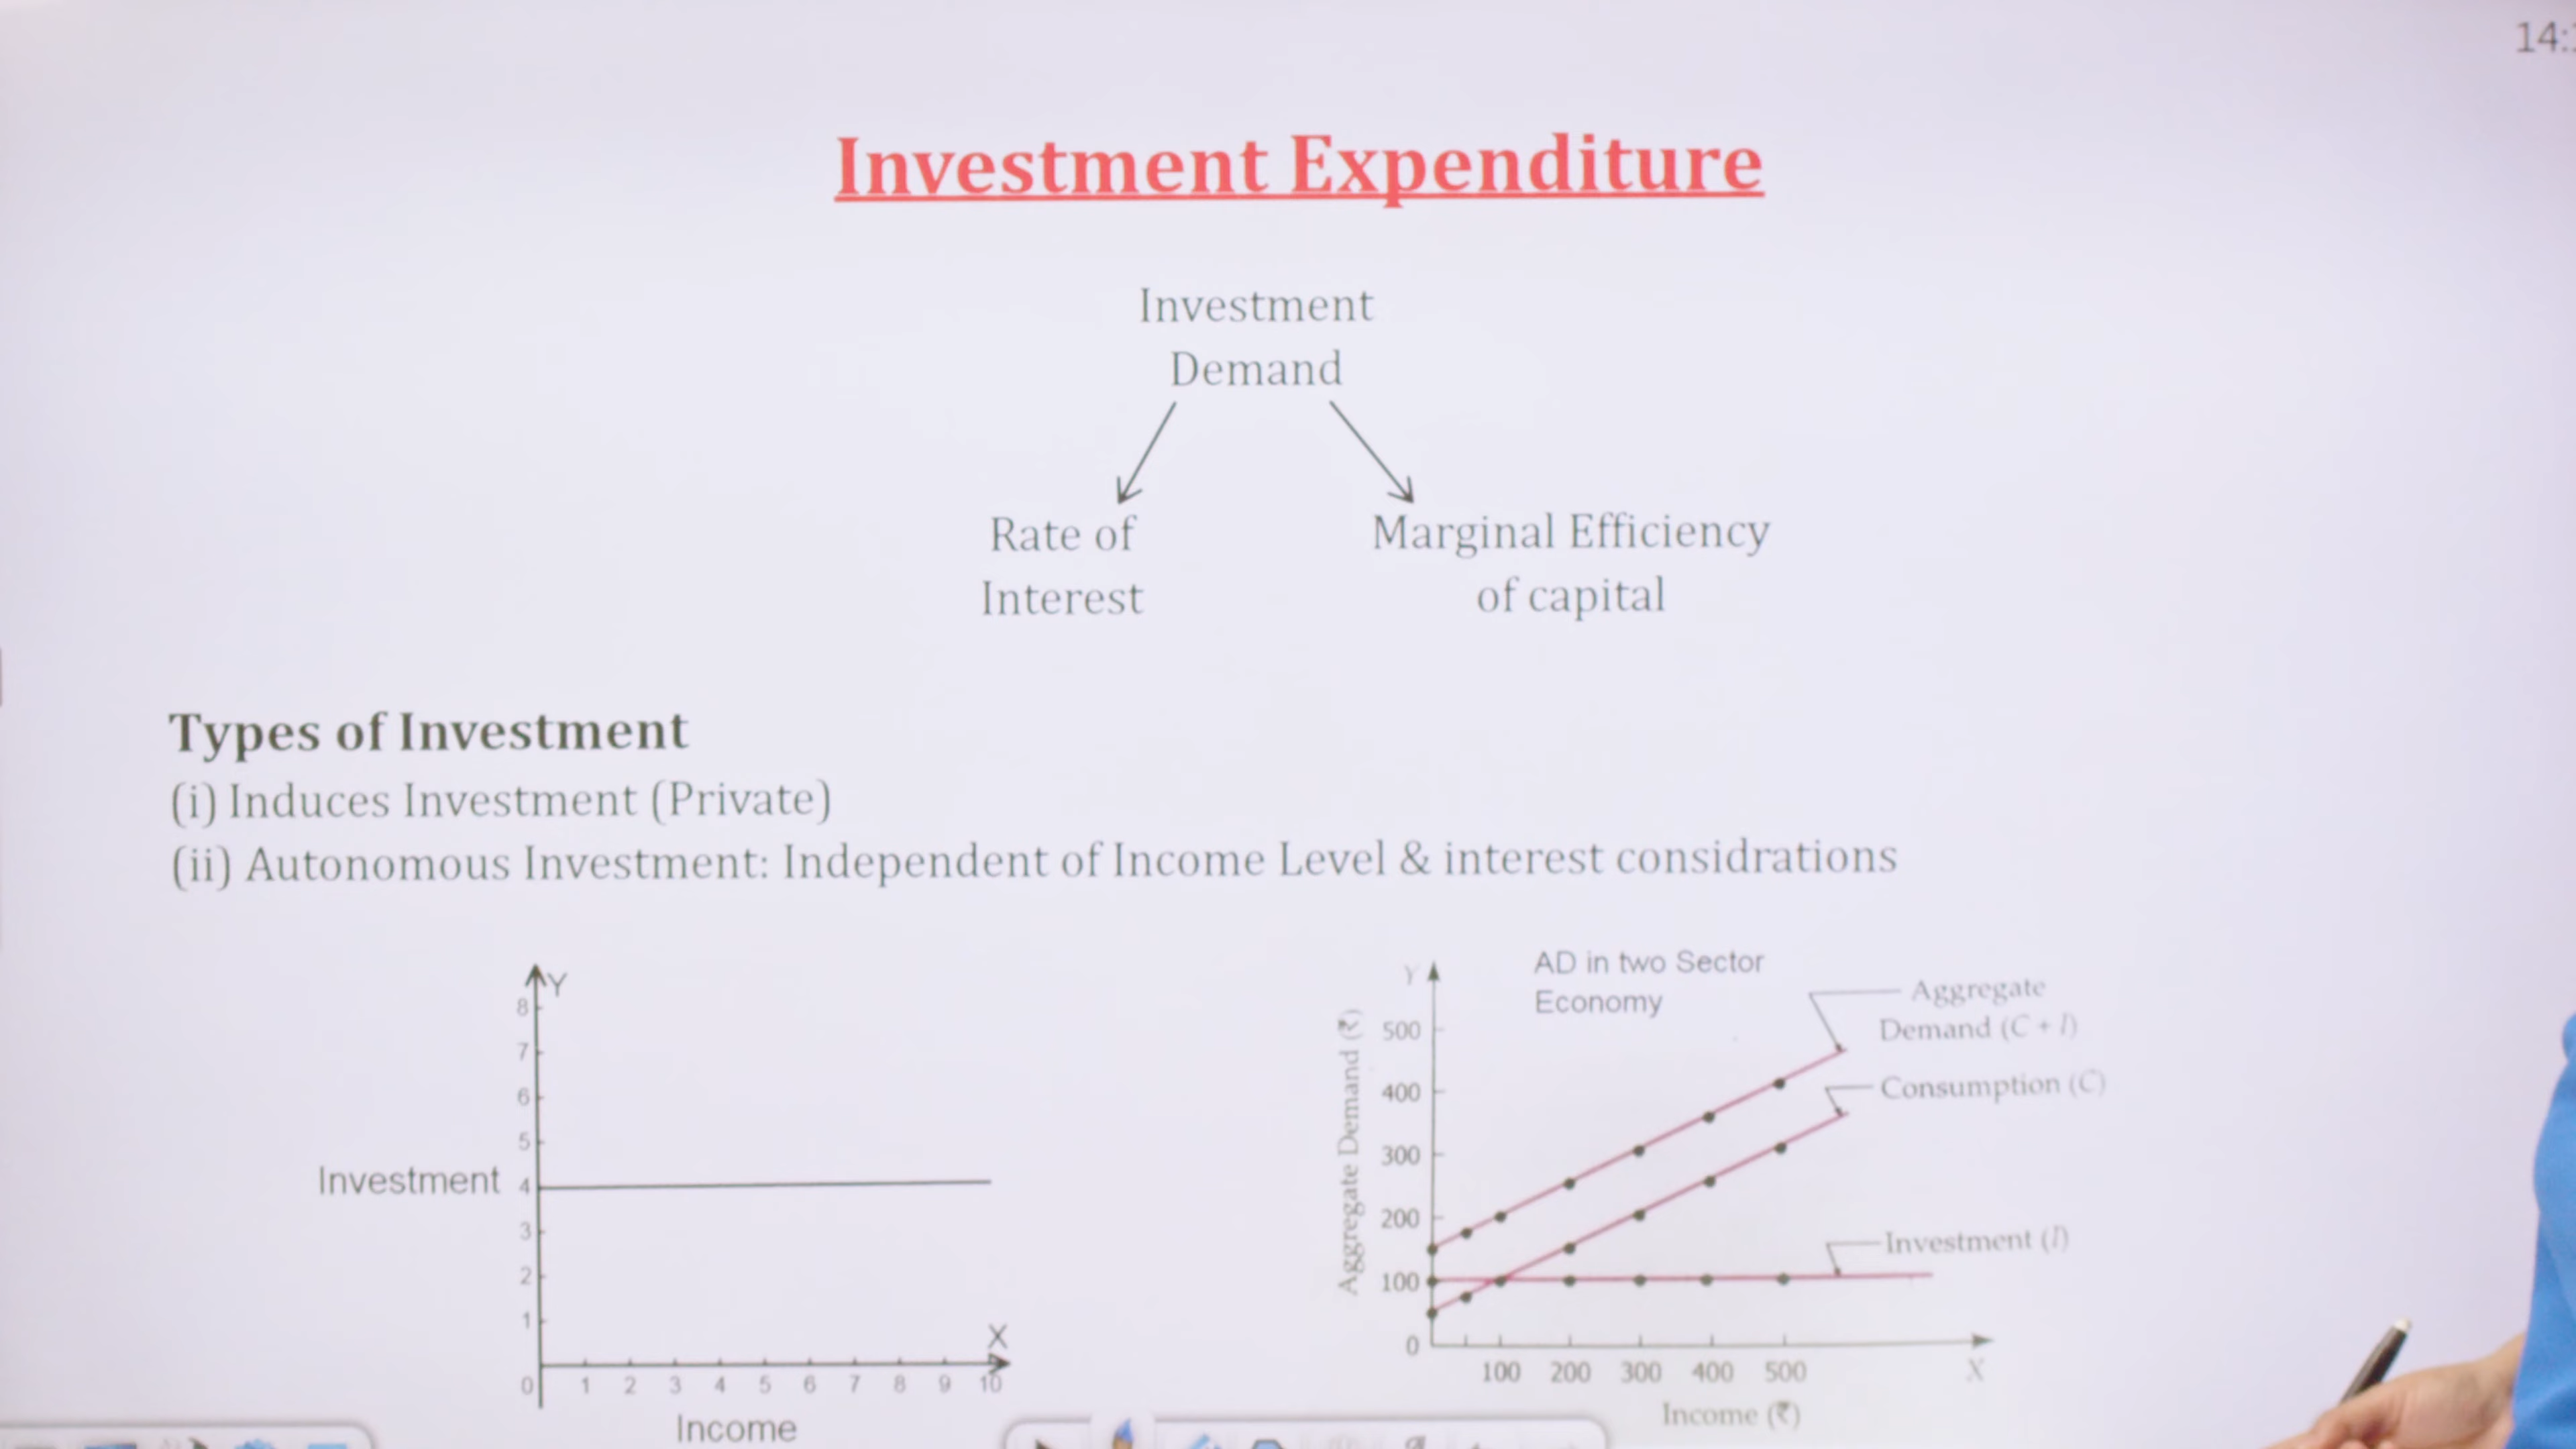 14:
Investment Expenditure
Investment
Demand
Rate of
Interest
Marginal Efficiency
of capital
Types of Investment
(i) Induces Investment (Private)
(ii) Autonomous Investment: Independent of Income Level & interest considrations
Y
8
7
6
5
Investment 4
3
2
1
X
0 1 2 3 4 5 6 7 8 9 10
Income
AD in two Sector
Economy
Y
Aggregate Demand (₹)
500
400
300
200
100
0
Aggregate
Demand (C + I)
Consumption (C)
Investment (I)
100 200 300 400 500 X
Income (₹)